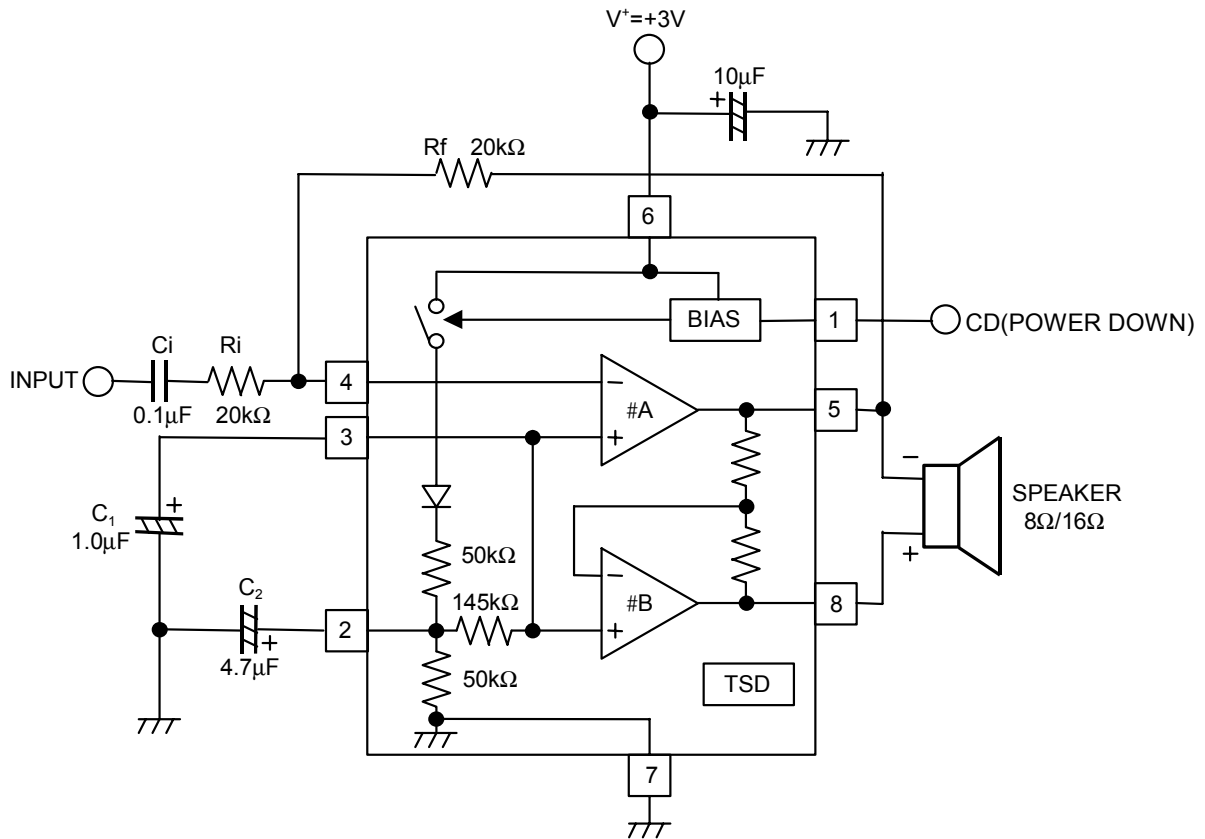 V⁺=+3V
10μF
+
Rf 20kΩ
6
BIAS
1
CD(POWER DOWN)
Ci
Ri
INPUT
0.1μF
20kΩ
4
−
#A
+
5
3
−
SPEAKER
8Ω/16Ω
+
C₁
1.0μF
+
50kΩ
−
#B
+
8
C₂
+
4.7μF
2
145kΩ
50kΩ
TSD
7